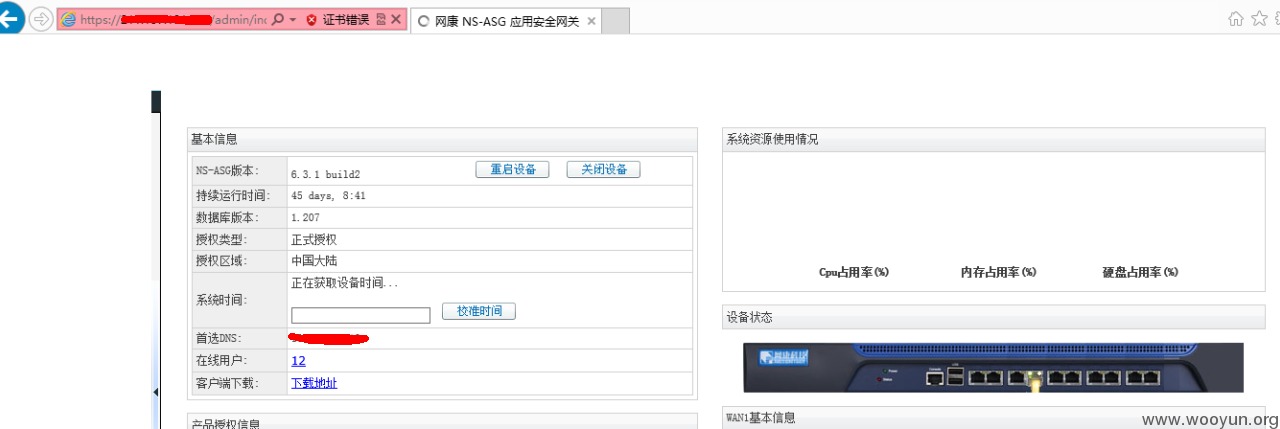 https:/ /admin/in 证书错误 网康 NS-ASG 应用安全网关
基本信息
NS-ASG版本: 6.3.1 build2 重启设备 关闭设备
持续运行时间: 45 days, 8:41
数据库版本: 1.207
授权类型: 正式授权
授权区域: 中国大陆
系统时间: 正在获取设备时间...
校准时间
首选DNS:
在线用户: 12
客户端下载: 下载地址
产品授权信息
系统资源使用情况
Cpu占用率(%) 内存占用率(%) 硬盘占用率(%)
设备状态
网康科技
WAN1基本信息
www.wooyun.org